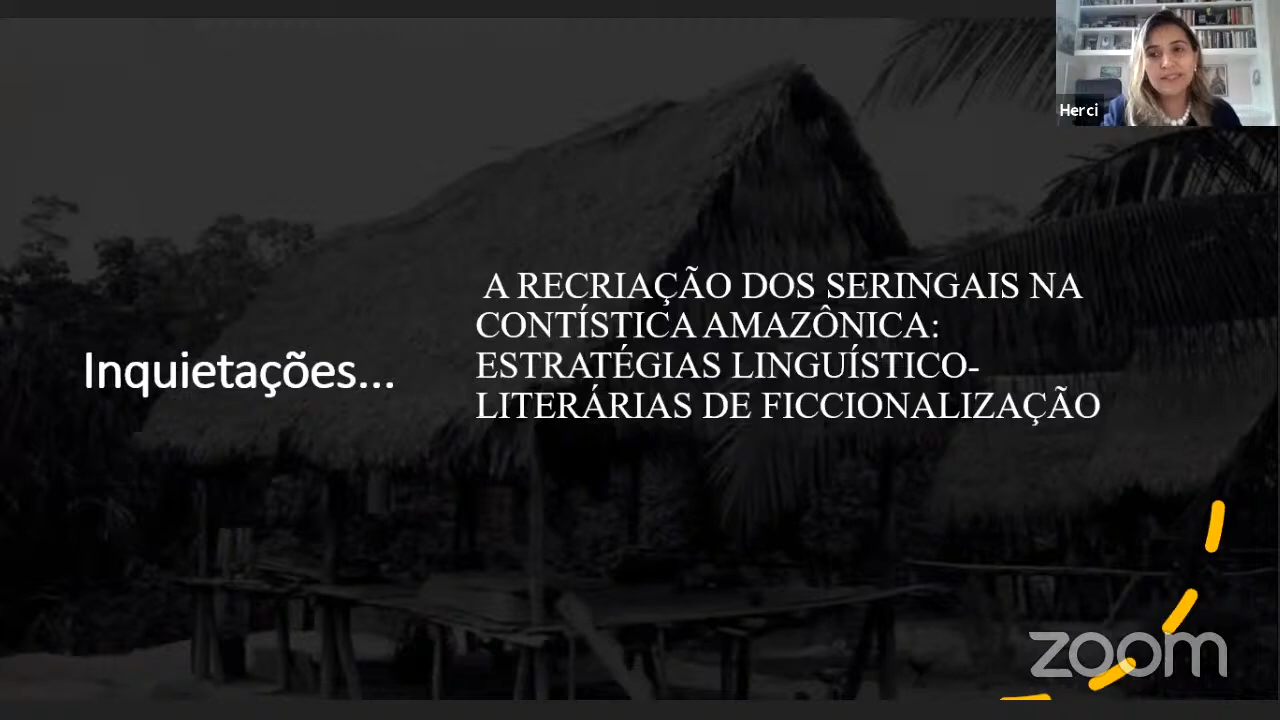 Herci
A RECRIAÇÃO DOS SERINGAIS NA
CONTÍSTICA AMAZÔNICA:
ESTRATÉGIAS LINGUÍSTICO-
LITERÁRIAS DE FICCIONALIZAÇÃO
Inquietações...
zoom